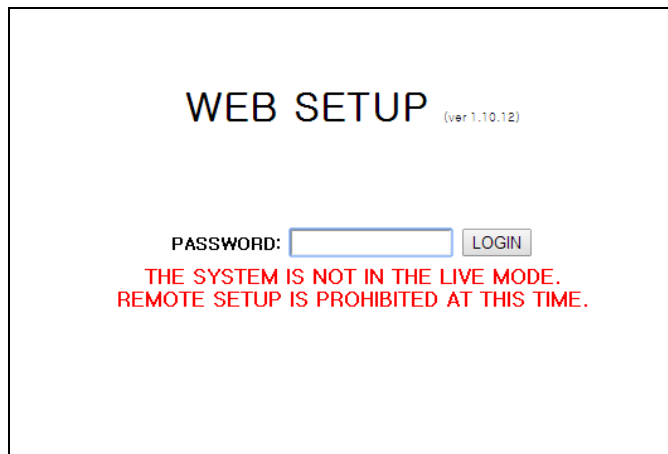 WEB SETUP (ver 1.10.12)
PASSWORD: LOGIN
THE SYSTEM IS NOT IN THE LIVE MODE.
REMOTE SETUP IS PROHIBITED AT THIS TIME.